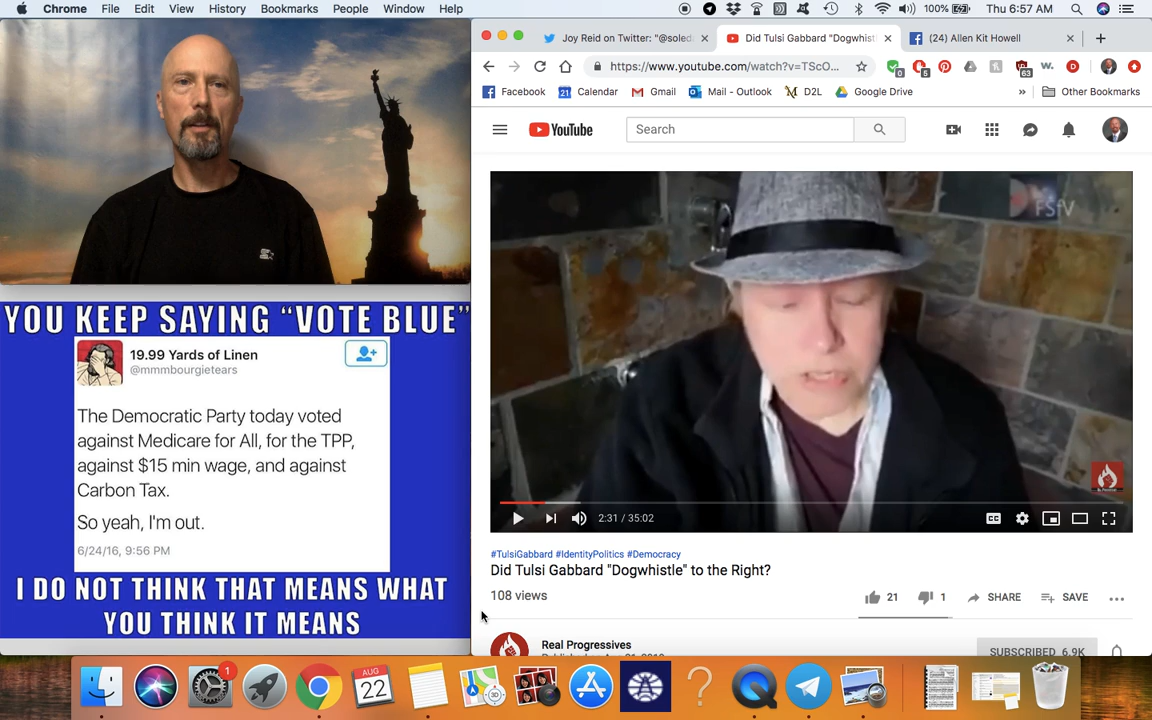 Chrome File Edit View History Bookmarks People Window Help 100% Thu 6:57 AM
Joy Reid on Twitter: "@soled
Did Tulsi Gabbard "Dogwhist
(24) Allen Kit Howell
https://www.youtube.com/watch?v=TScO...
0 5 63 W.
Facebook Calendar Gmail Mail - Outlook D2L Google Drive » Other Bookmarks
YouTube
Search
FSTV
YOU KEEP SAYING "VOTE BLUE"
19.99 Yards of Linen
@mmmbourgietears
The Democratic Party today voted
against Medicare for All, for the TPP,
against $15 min wage, and against
Carbon Tax.
So yeah, I'm out.
6/24/16, 9:56 PM
I DO NOT THINK THAT MEANS WHAT
YOU THINK IT MEANS
2:31 / 35:02
CC
#TulsiGabbard #IdentityPolitics #Democracy
Did Tulsi Gabbard "Dogwhistle" to the Right?
108 views
21 1 SHARE SAVE
Real Progressives
SUBSCRIBED 6.9K
1
AUG
22